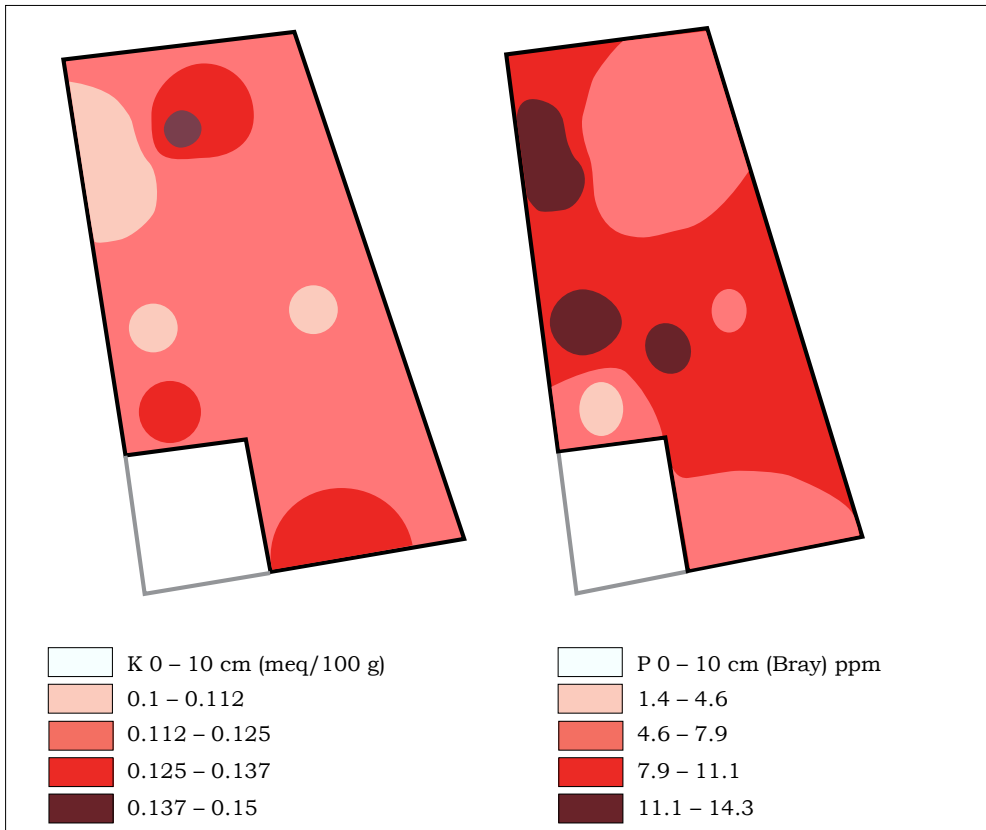 K 0 – 10 cm (meq/100 g)
0.1 – 0.112
0.112 – 0.125
0.125 – 0.137
0.137 – 0.15
P 0 – 10 cm (Bray) ppm
1.4 – 4.6
4.6 – 7.9
7.9 – 11.1
11.1 – 14.3